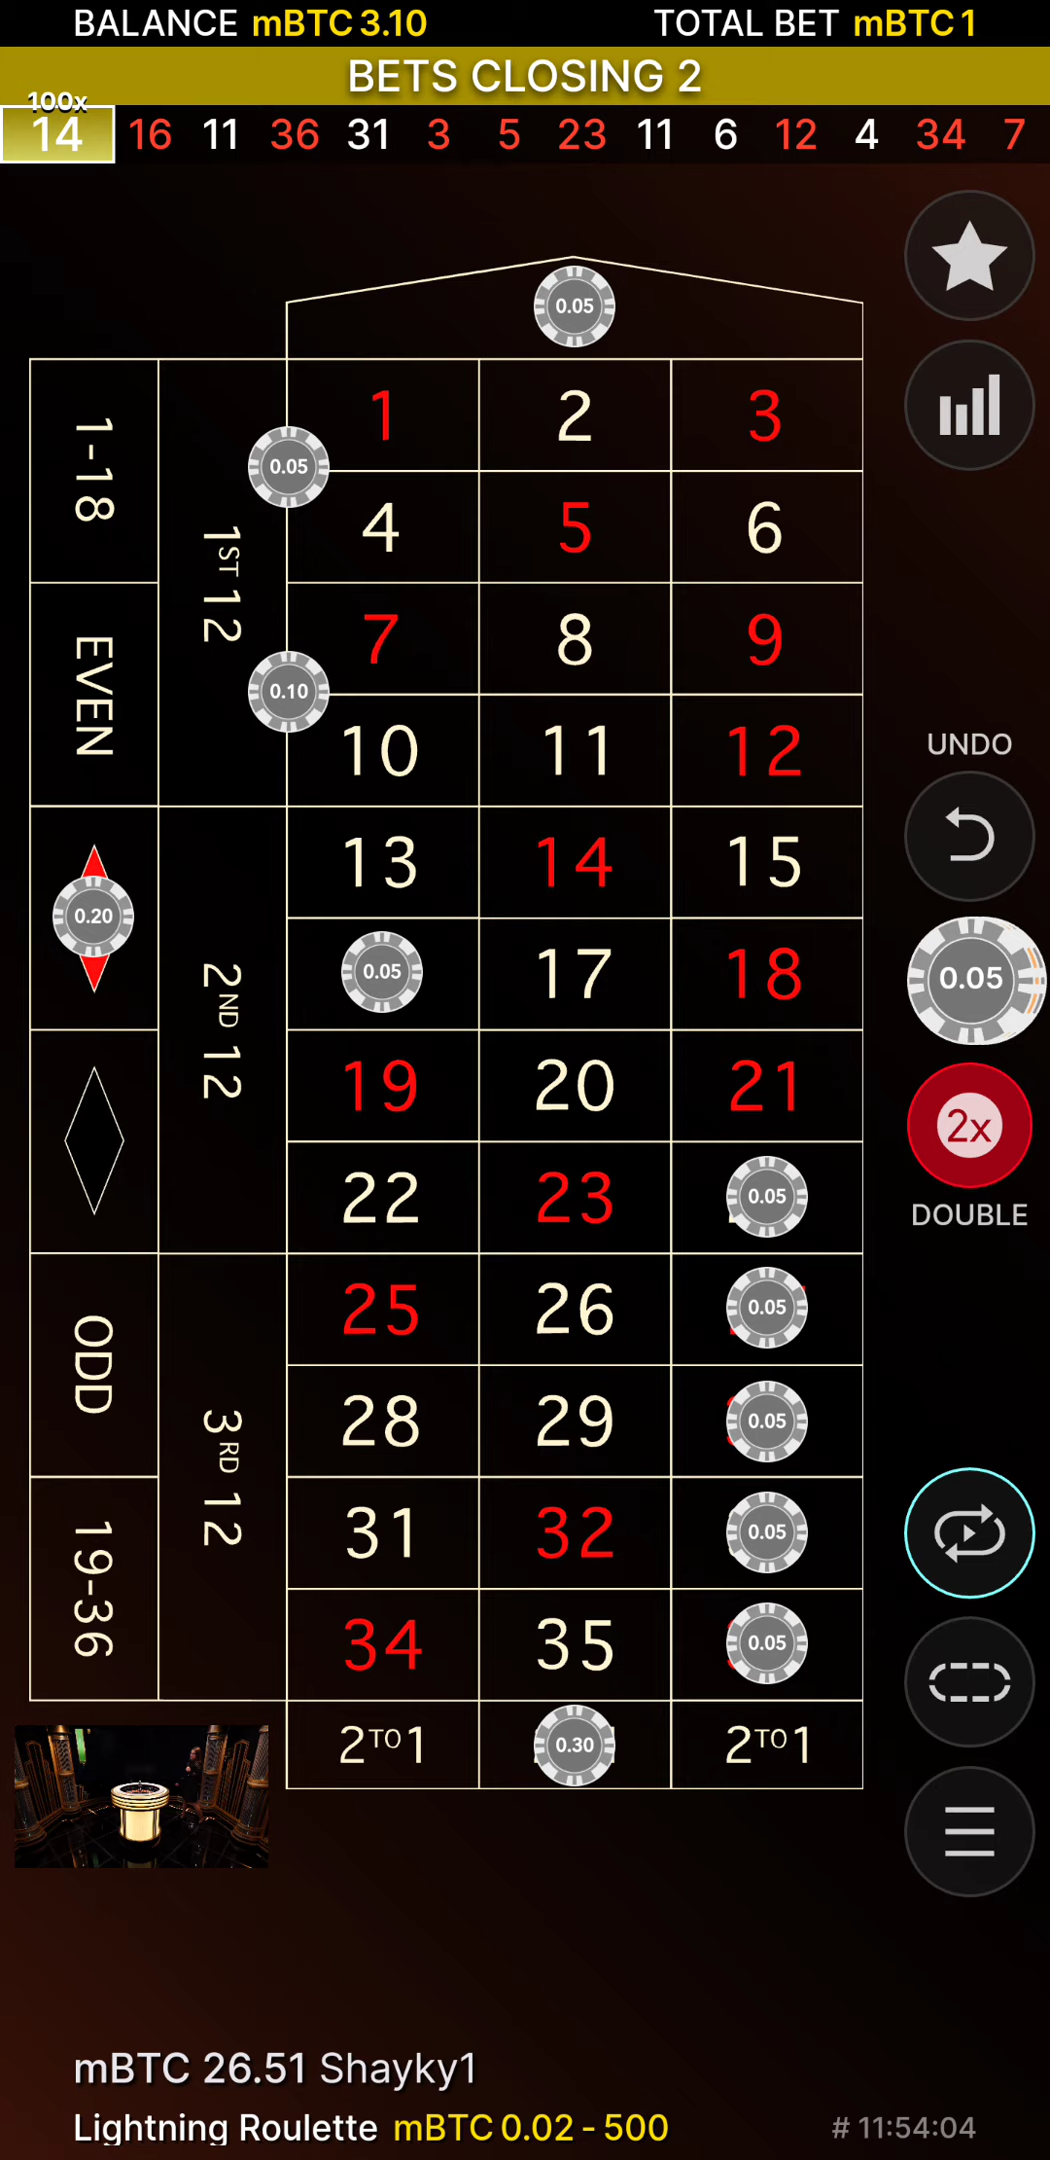 BALANCE mBTC 3.10 TOTAL BET mBTC 1
BETS CLOSING 2
100x
14 16 11 36 31 3 5 23 11 6 12 4 34 7
0.05
1-18
1ST 12
1 2 3
0.05
4 5 6
EVEN
7 8 9
0.10
10 11 12
UNDO
13 14 15
0.20
2ND 12
0.05 17 18
0.05
19 20 21
2x
DOUBLE
22 23 0.05
ODD
3RD 12
25 26 0.05
28 29 0.05
19-36
31 32 0.05
34 35 0.05
2TO1 0.30 2TO1
mBTC 26.51 Shayky1
Lightning Roulette mBTC 0.02 - 500 # 11:54:04